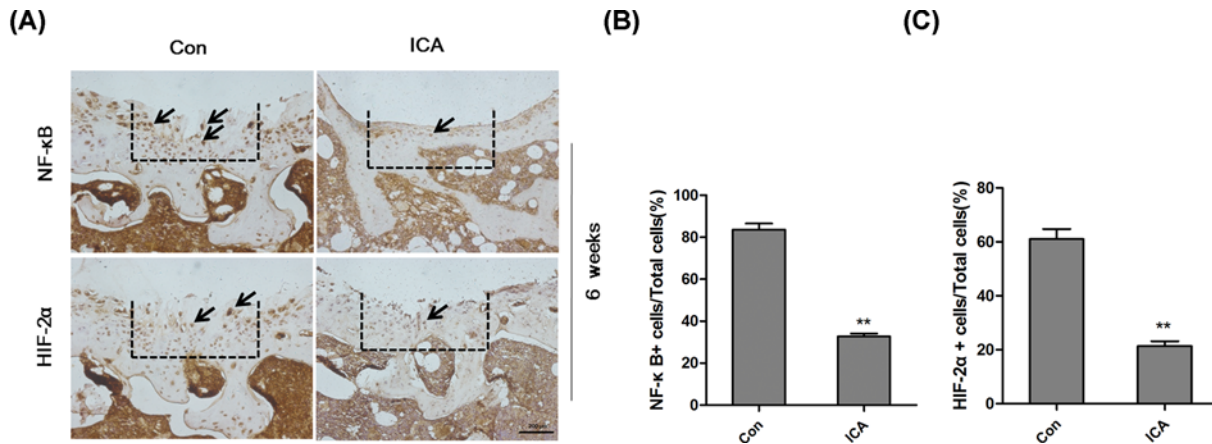 (A)
Con
ICA
NF-κB
HIF-2α
6 weeks
(B)
NF-κ B+ cells/Total cells(%)
100
80
60
40
20
0
**
Con
ICA
(C)
HIF-2α + cells/Total cells(%)
80
60
40
20
0
**
Con
ICA